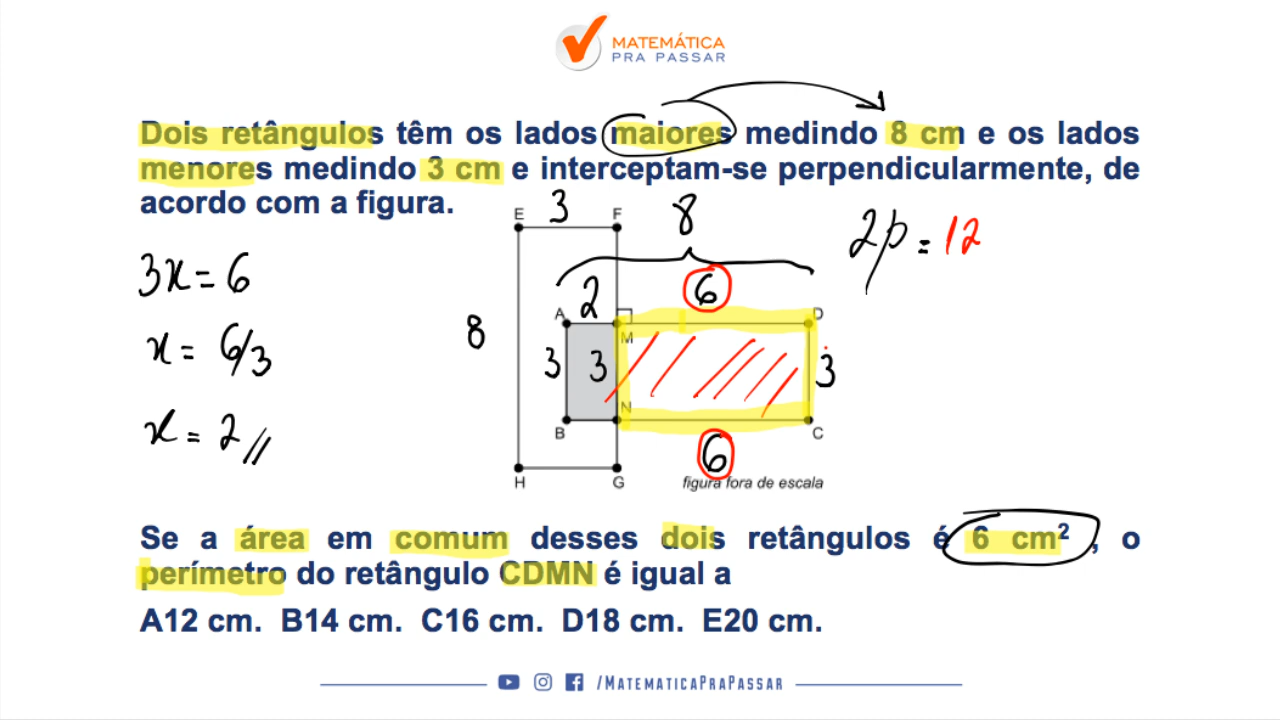 MATEMÁTICA
PRA PASSAR
Dois retângulos têm os lados maiores medindo 8 cm e os lados
menores medindo 3 cm e interceptam-se perpendicularmente, de
acordo com a figura.
E 3 F 8
2p = 12
3x = 6
2 6
A D
8
M
x = 6/3
3 3 3
N
B C
x = 2//
6
H G
figura fora de escala
Se a área em comum desses dois retângulos é 6 cm², o
perímetro do retângulo CDMN é igual a
A12 cm. B14 cm. C16 cm. D18 cm. E20 cm.
/MATEMATICAPRAPASSAR